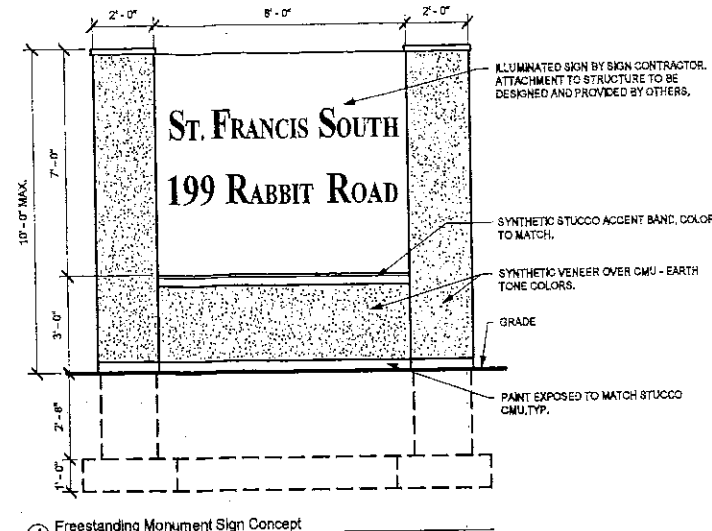 2'-0"
8'-0"
2'-0"
ILLUMINATED SIGN BY SIGN CONTRACTOR.
ATTACHMENT TO STRUCTURE TO BE
DESIGNED AND PROVIDED BY OTHERS,
ST. FRANCIS SOUTH
199 RABBIT ROAD
7'-0"
10'-0" MAX.
SYNTHETIC STUCCO ACCENT BAND, COLOR
TO MATCH.
SYNTHETIC VENEER OVER CMU - EARTH
TONE COLORS.
3'-0"
GRADE
PAINT EXPOSED TO MATCH STUCCO
CMU,TYP.
2'-8"
1'-0"
Freestanding Monument Sign Concept